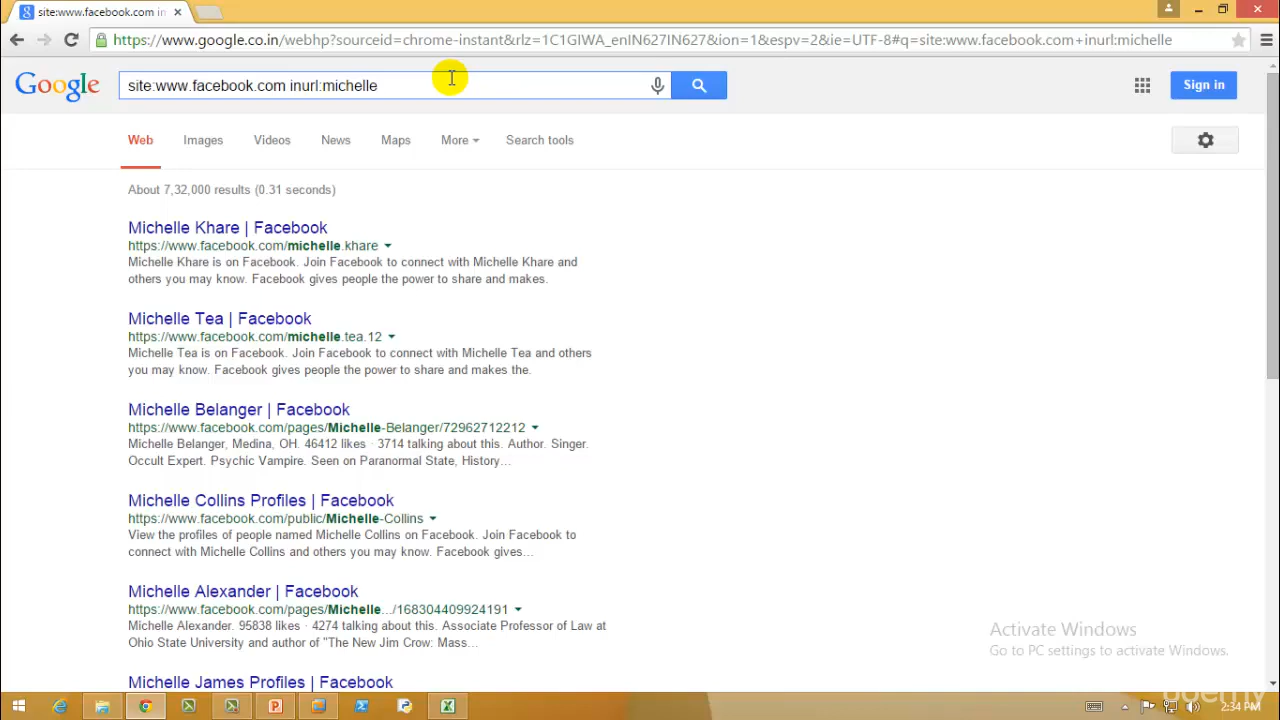 site:www.facebook.com in
https://www.google.co.in/webhp?sourceid=chrome-instant&rlz=1C1GIWA_enIN627IN627&ion=1&espv=2&ie=UTF-8#q=site:www.facebook.com+inurl:michelle
Google
site:www.facebook.com inurl:michelle
Sign in
Web Images Videos News Maps More Search tools
About 7,32,000 results (0.31 seconds)
Michelle Khare | Facebook
https://www.facebook.com/michelle.khare
Michelle Khare is on Facebook. Join Facebook to connect with Michelle Khare and
others you may know. Facebook gives people the power to share and makes.
Michelle Tea | Facebook
https://www.facebook.com/michelle.tea.12
Michelle Tea is on Facebook. Join Facebook to connect with Michelle Tea and others
you may know. Facebook gives people the power to share and makes the.
Michelle Belanger | Facebook
https://www.facebook.com/pages/Michelle-Belanger/72962712212
Michelle Belanger, Medina, OH. 46412 likes · 3714 talking about this. Author. Singer.
Occult Expert. Psychic Vampire. Seen on Paranormal State, History...
Michelle Collins Profiles | Facebook
https://www.facebook.com/public/Michelle-Collins
View the profiles of people named Michelle Collins on Facebook. Join Facebook to
connect with Michelle Collins and others you may know. Facebook gives...
Michelle Alexander | Facebook
https://www.facebook.com/pages/Michelle.../168304409924191
Michelle Alexander. 95838 likes · 4274 talking about this. Associate Professor of Law at
Ohio State University and author of "The New Jim Crow: Mass...
Michelle James Profiles | Facebook
Activate Windows
Go to PC settings to activate Windows.
udemy
2:34 PM